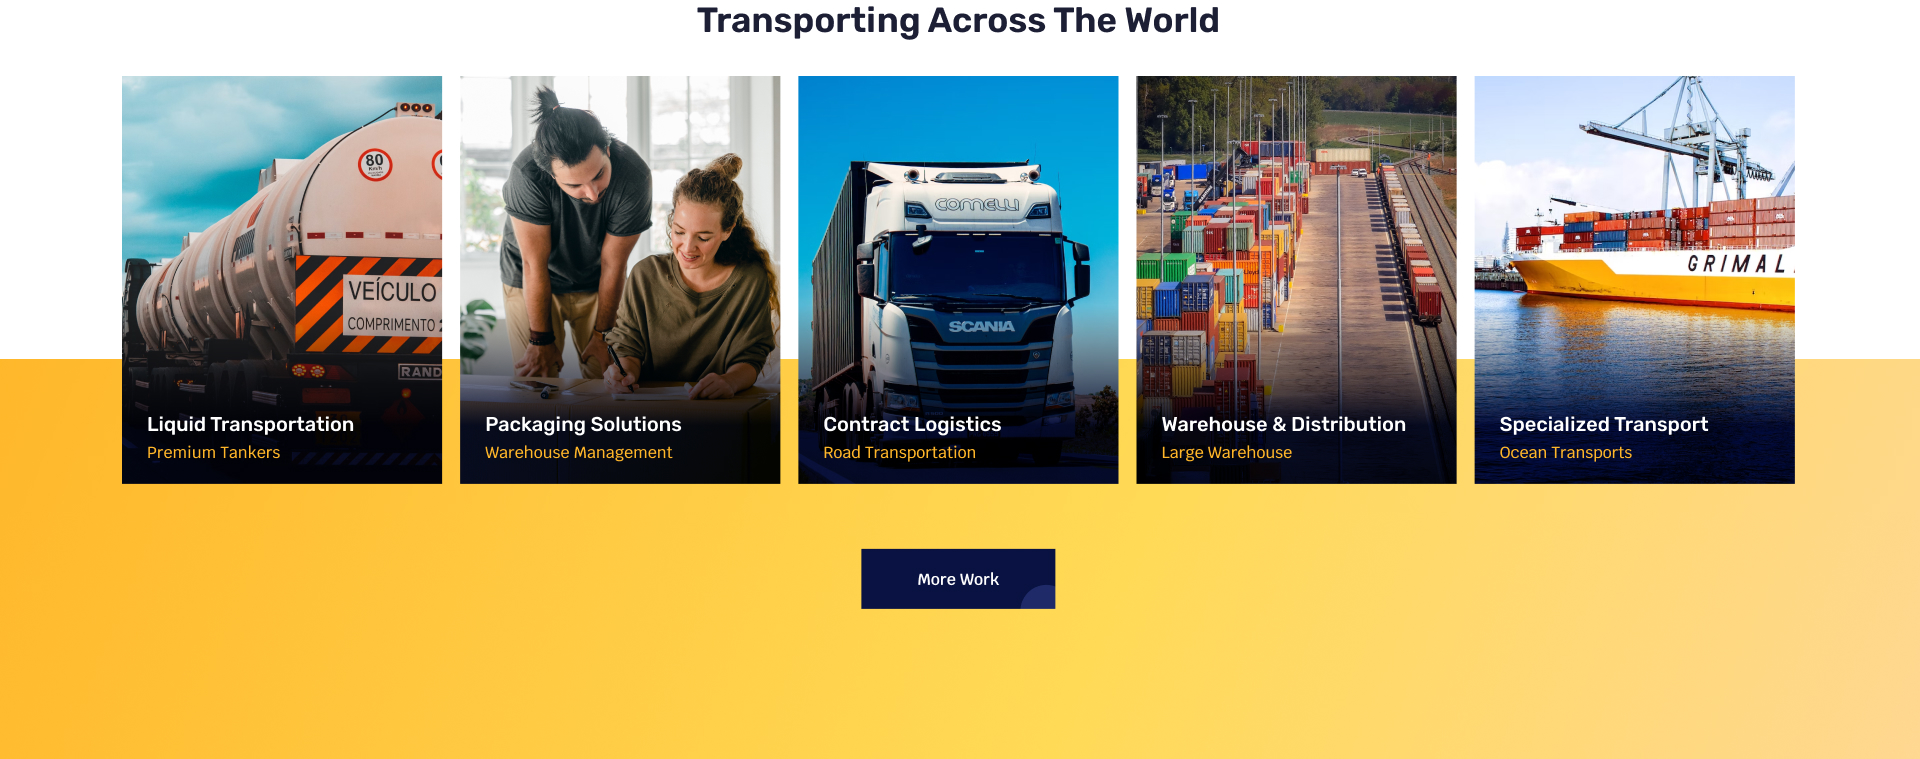 Transporting Across The World
80
Km/h
VEÍCULO
COMPRIMENTO
RAND
Liquid Transportation
Premium Tankers
Packaging Solutions
Warehouse Management
COMELLI
SCANIA
Contract Logistics
Road Transportation
Warehouse & Distribution
Large Warehouse
GRIMAL
Specialized Transport
Ocean Transports
More Work